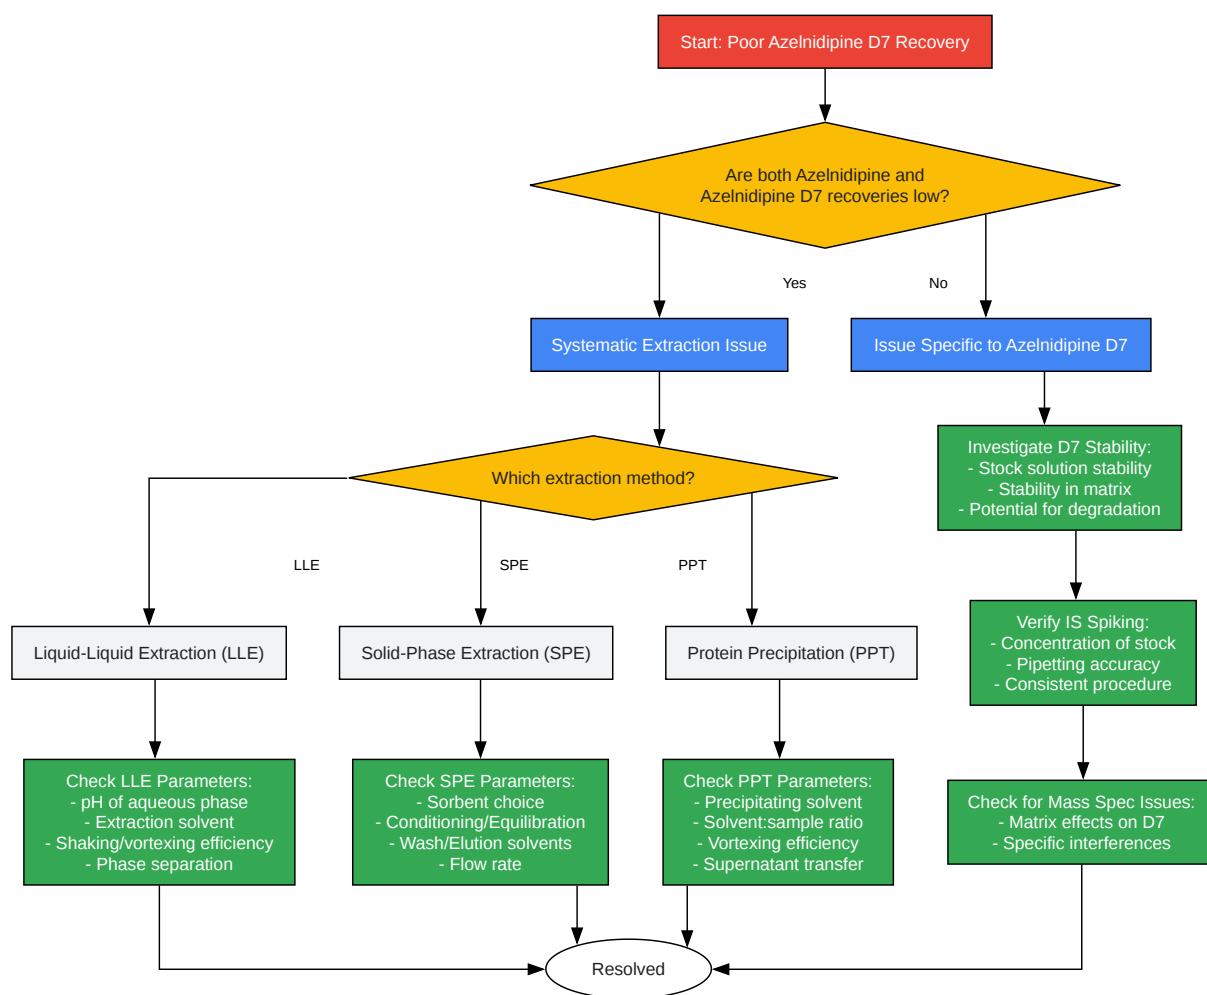 Start: Poor Azelnidipine D7 Recovery
Are both Azelnidipine and
Azelnidipine D7 recoveries low?
Yes
No
Systematic Extraction Issue
Issue Specific to Azelnidipine D7
Which extraction method?
Investigate D7 Stability:
- Stock solution stability
- Stability in matrix
- Potential for degradation
LLE
SPE
PPT
Liquid-Liquid Extraction (LLE)
Solid-Phase Extraction (SPE)
Protein Precipitation (PPT)
Verify IS Spiking:
- Concentration of stock
- Pipetting accuracy
- Consistent procedure
Check LLE Parameters:
- pH of aqueous phase
- Extraction solvent
- Shaking/vortexing efficiency
- Phase separation
Check SPE Parameters:
- Sorbent choice
- Conditioning/Equilibration
- Wash/Elution solvents
- Flow rate
Check PPT Parameters:
- Precipitating solvent
- Solvent:sample ratio
- Vortexing efficiency
- Supernatant transfer
Check for Mass Spec Issues:
- Matrix effects on D7
- Specific interferences
Resolved